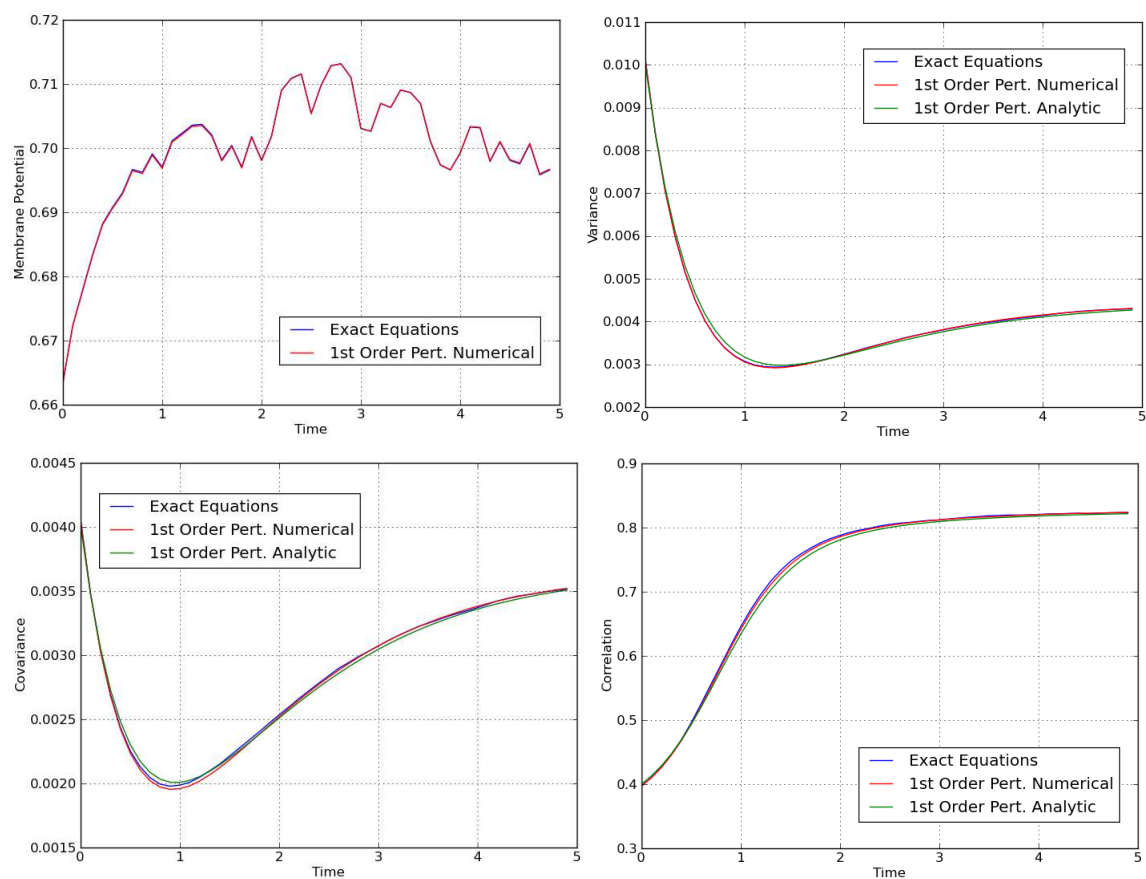 0.72
0.71
0.70
0.69
0.68
0.67
0.66
Membrane Potential
Exact Equations
1st Order Pert. Numerical
0 1 2 3 4 5
Time
0.011
0.010
0.009
0.008
0.007
0.006
0.005
0.004
0.003
0.002
Variance
Exact Equations
1st Order Pert. Numerical
1st Order Pert. Analytic
0 1 2 3 4 5
Time
0.0045
0.0040
0.0035
0.0030
0.0025
0.0020
0.0015
Covariance
Exact Equations
1st Order Pert. Numerical
1st Order Pert. Analytic
0 1 2 3 4 5
Time
0.9
0.8
0.7
0.6
0.5
0.4
0.3
Correlation
Exact Equations
1st Order Pert. Numerical
1st Order Pert. Analytic
0 1 2 3 4 5
Time